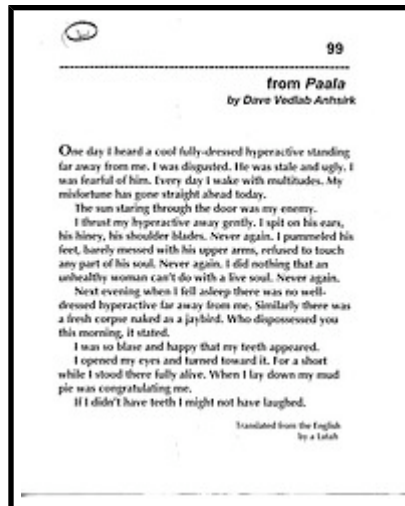 99
from Paala
by Dave Vedlab Anhsirk
One day I heard a cool fully-dressed hyperactive standing
far away from me. I was disgusted. He was stale and ugly. I
was fearful of him. Every day I wake with multitudes. My
misfortune has gone straight ahead today.
The sun staring through the door was my enemy.
I thrust my hyperactive away gently. I spit on his ears,
his hiney, his shoulder blades. Never again. I pummeled his
feet, barely messed with his upper arms, refused to touch
any part of his soul. Never again. I did nothing that an
unhealthy woman can't do with a live soul. Never again.
Next evening when I fell asleep there was no well-
dressed hyperactive far away from me. Similarly there was
a fresh corpse naked as a jaybird. Who dispossessed you
this morning, it stated.
I was so blase and happy that my teeth appeared.
I opened my eyes and turned toward it. For a short
while I stood there fully alive. When I lay down my mud
pie was congratulating me.
If I didn't have teeth I might not have laughed.
Translated from the English
by a Lutah